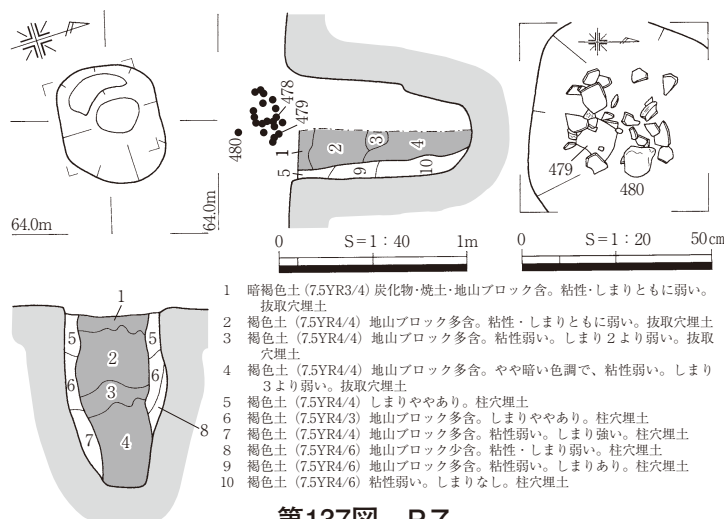 478
479
480
1
2
3
4
5
9
10
479
480
64.0m
64.0m
0 S=1：40 1m
0 S=1：20 50cm
1
5
5
2
6
6
3
7
4
8
1 暗褐色土 (7.5YR3/4) 炭化物･焼土･地山ブロック含。粘性･しまりともに弱い。
抜取穴埋土
2 褐色土 (7.5YR4/4) 地山ブロック多含。粘性・しまりともに弱い。抜取穴埋土
3 褐色土 (7.5YR4/4) 地山ブロック多含。粘性弱い。しまり２より弱い。抜取
穴埋土
4 褐色土 (7.5YR4/4) 地山ブロック多含。やや暗い色調で、粘性弱い。しまり
３より弱い。抜取穴埋土
5 褐色土 (7.5YR4/4) しまりややあり。柱穴埋土
6 褐色土 (7.5YR4/3) 地山ブロック多含。しまりややあり。柱穴埋土
7 褐色土 (7.5YR4/4) 地山ブロック多含。粘性弱い。しまり強い。柱穴埋土
8 褐色土 (7.5YR4/6) 地山ブロック少含。粘性・しまり弱い。柱穴埋土
9 褐色土 (7.5YR4/6) 地山ブロック多含。粘性弱い。しまりあり。柱穴埋土
10 褐色土 (7.5YR4/6) 粘性弱い。しまりなし。柱穴埋土
第137図